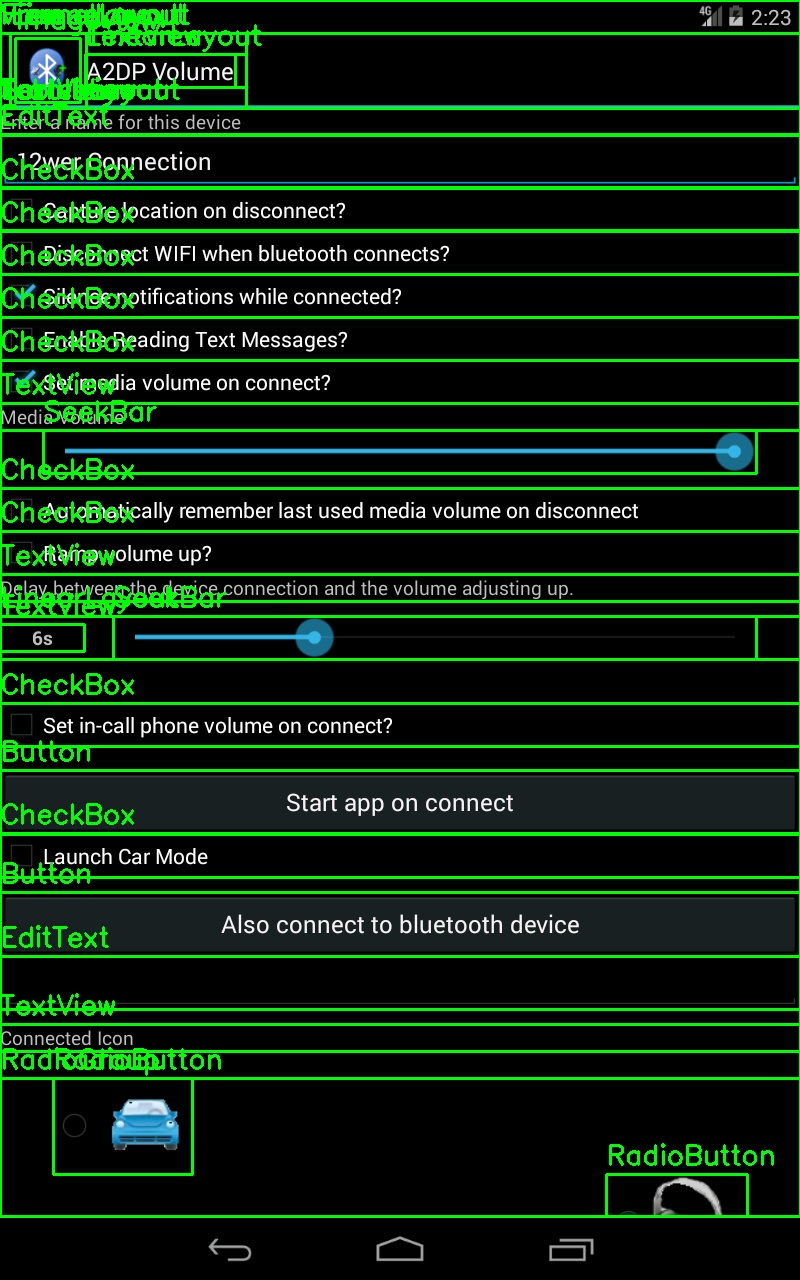 4G 2:23
A2DP Volume
EditText
Enter a name for this device
12wer Connection
CheckBox
Capture location on disconnect?
CheckBox
Disconnect WIFI when bluetooth connects?
CheckBox
Silence notifications while connected?
CheckBox
Enable Reading Text Messages?
CheckBox
Set media volume on connect?
TextView
SeekBar
Media Volume
CheckBox
Automatically remember last used media volume on disconnect
CheckBox
Ramp volume up?
TextView
Delay between the device connection and the volume adjusting up.
SeekBar
TextView
6s
CheckBox
Set in-call phone volume on connect?
Button
Start app on connect
CheckBox
Launch Car Mode
Button
Also connect to bluetooth device
EditText
TextView
Connected Icon
RadioGroup RadioButton
RadioButton